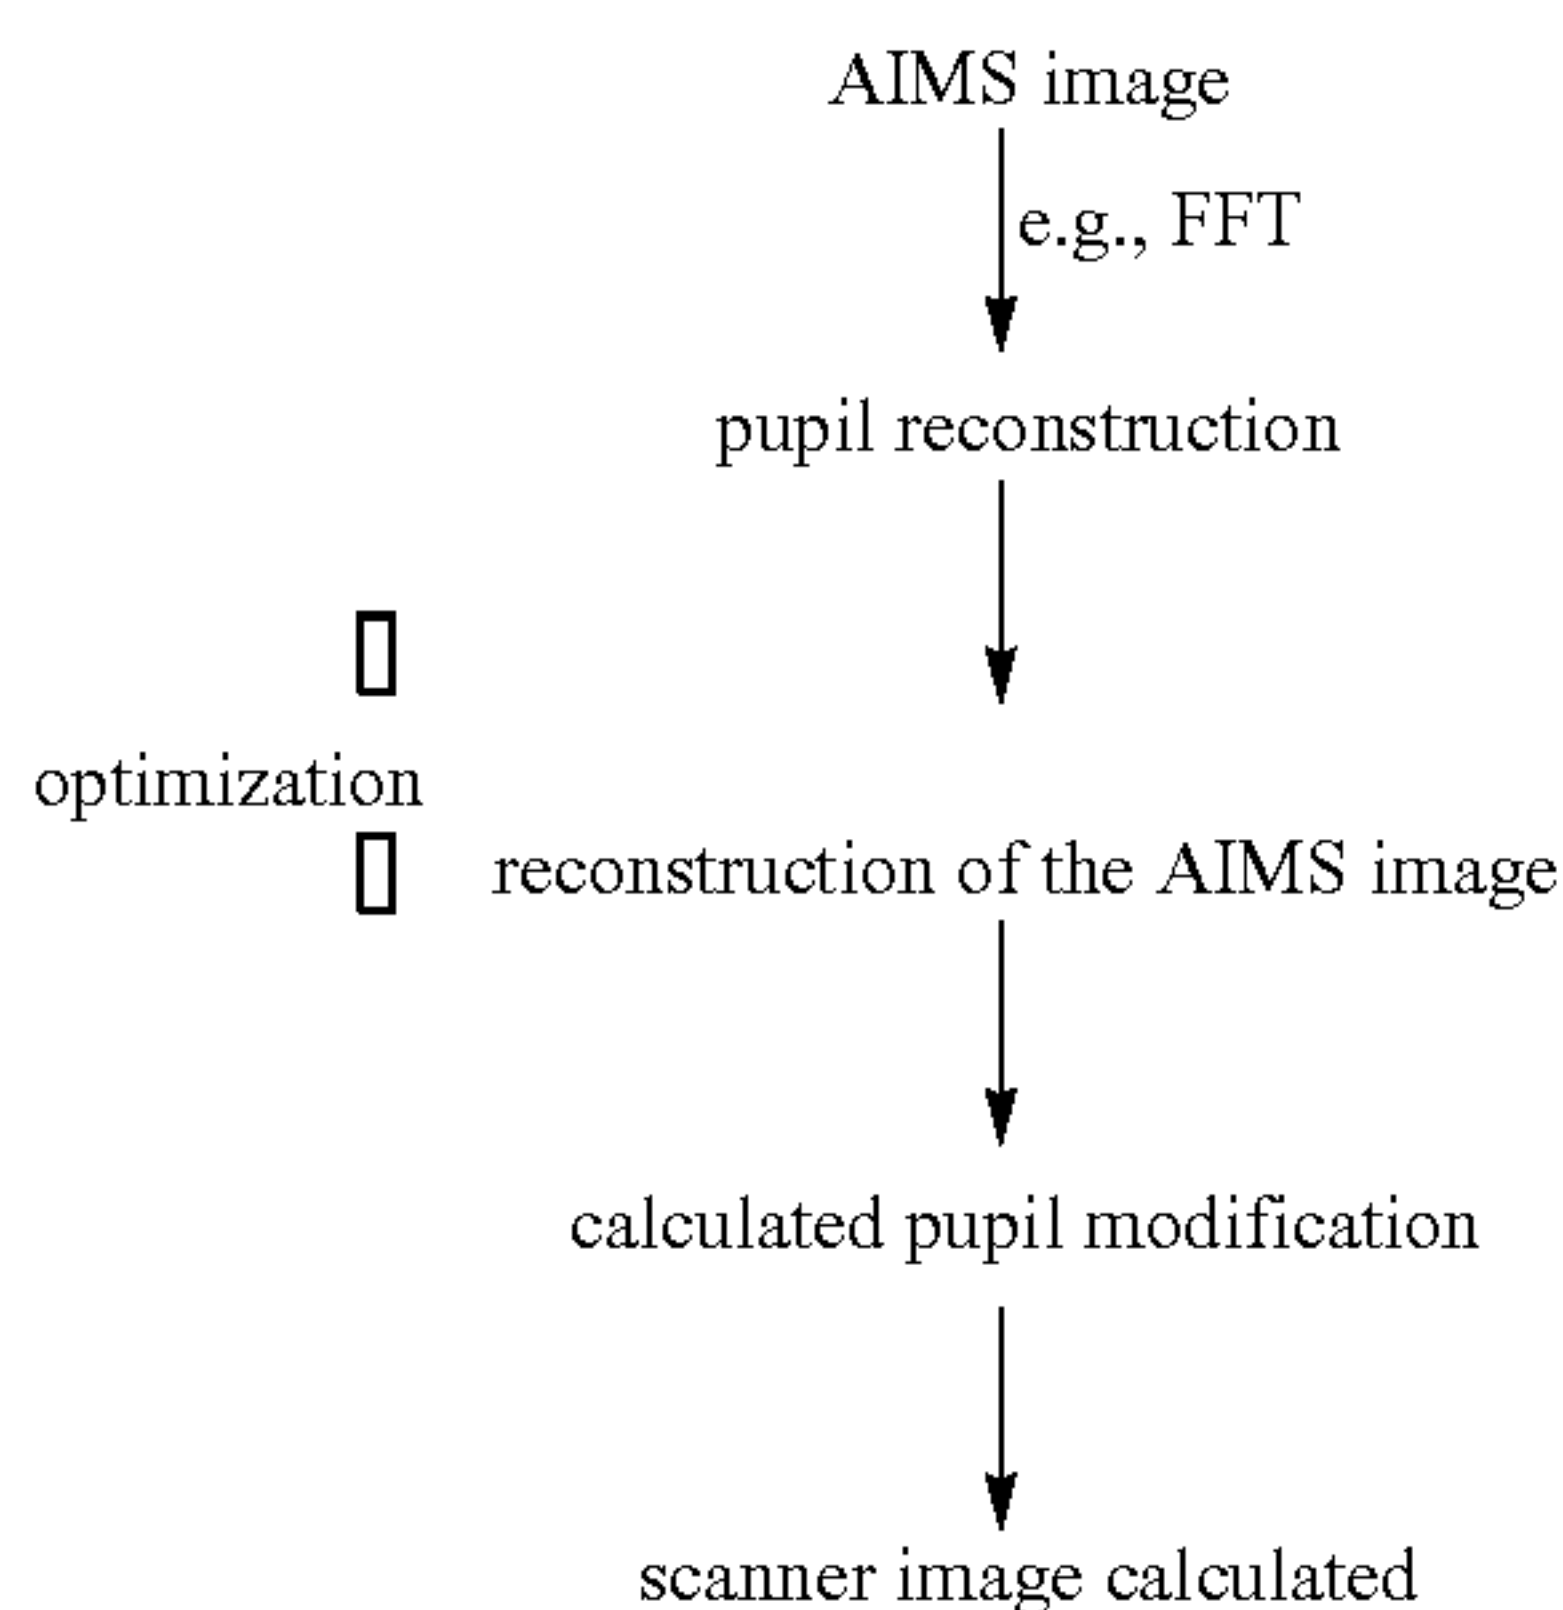 AIMS image
e.g., FFT
pupil reconstruction
optimization
reconstruction of the AIMS image
calculated pupil modification
scanner image calculated